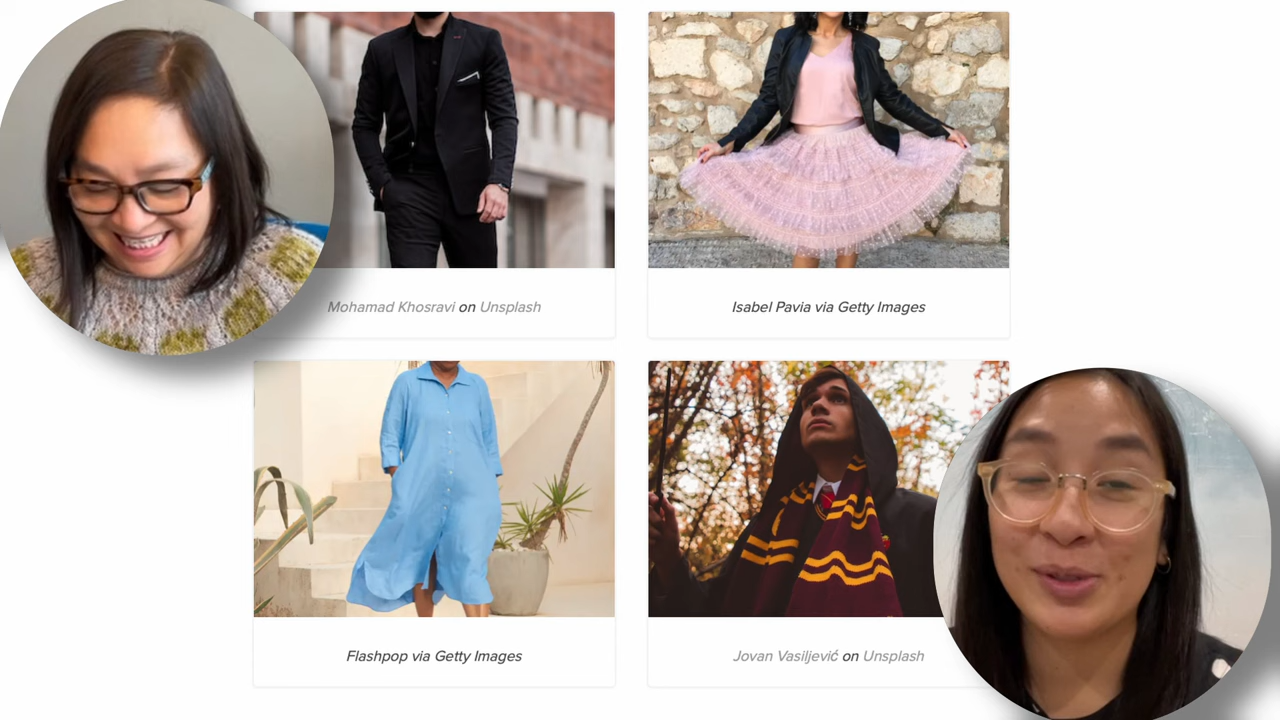 Mohamad Khosravi on Unsplash
Isabel Pavia via Getty Images
Flashpop via Getty Images
Jovan Vasiljević on Unsplash